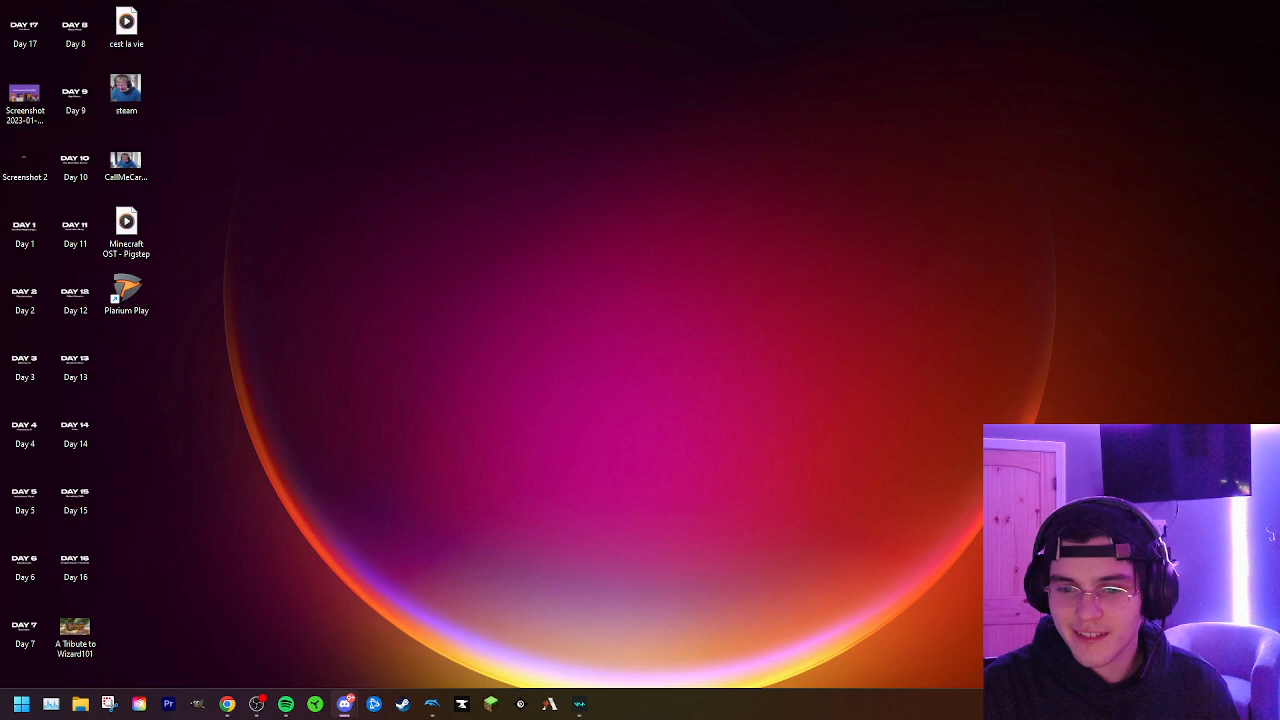 DAY 17
Day 17
DAY 8
Day 8
cest la vie
Screenshot
2023-01-...
DAY 9
Day 9
steam
Screenshot 2
DAY 10
Day 10
CallMeCar...
DAY 1
Day 1
DAY 11
Day 11
Minecraft
OST - Pigstep
DAY 2
Day 2
DAY 12
Day 12
Plarium Play
DAY 3
Day 3
DAY 13
Day 13
DAY 4
Day 4
DAY 14
Day 14
DAY 5
Day 5
DAY 15
Day 15
DAY 6
Day 6
DAY 16
Day 16
DAY 7
Day 7
A Tribute to
Wizard101
Pr